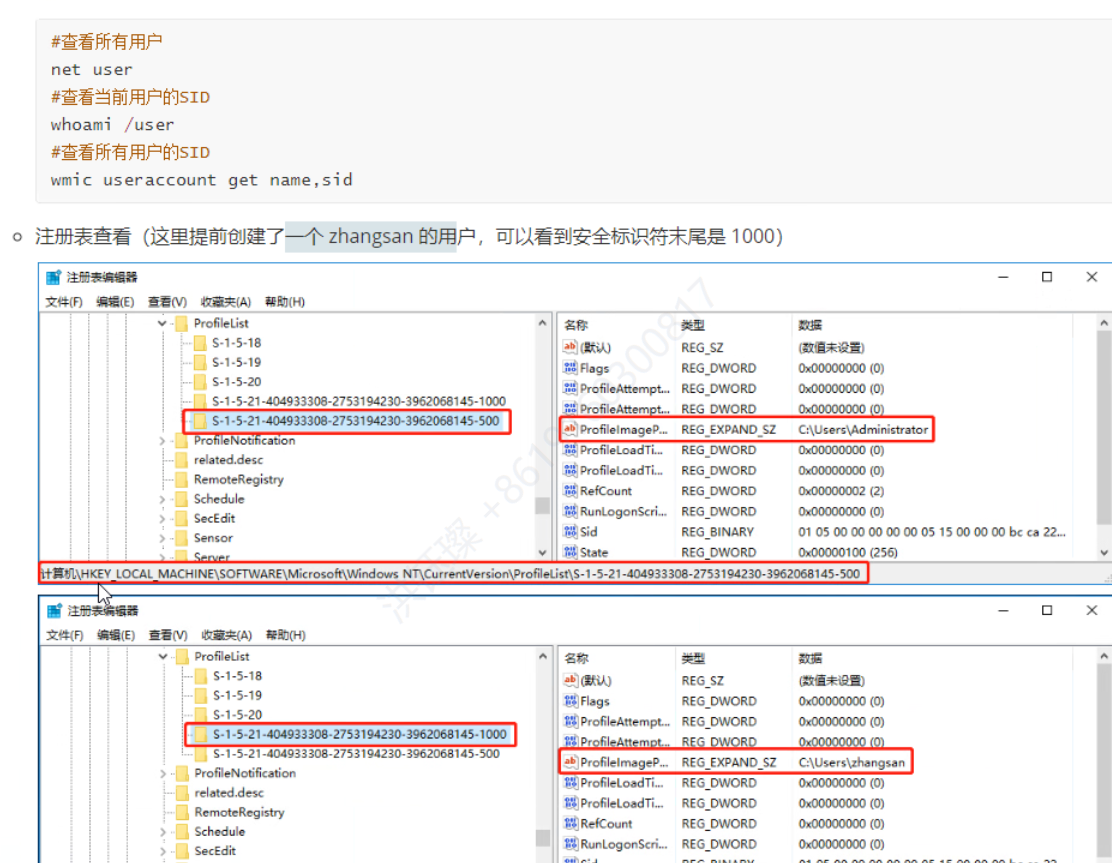 #查看所有用户
net user
#查看当前用户的SID
whoami /user
#查看所有用户的SID
wmic useraccount get name,sid
注册表查看（这里提前创建了一个 zhangsan 的用户，可以看到安全标识符末尾是 1000）
注册表编辑器
文件(F) 编辑(E) 查看(V) 收藏夹(A) 帮助(H)
ProfileList
S-1-5-18
S-1-5-19
S-1-5-20
S-1-5-21-404933308-2753194230-3962068145-1000
S-1-5-21-404933308-2753194230-3962068145-500
ProfileNotification
related.desc
RemoteRegistry
Schedule
SecEdit
Sensor
Server
名称 类型 数据
(默认) REG_SZ (数值未设置)
Flags REG_DWORD 0x00000000 (0)
ProfileAttempt... REG_DWORD 0x00000000 (0)
ProfileAttempt... REG_DWORD 0x00000000 (0)
ProfileImageP... REG_EXPAND_SZ C:\Users\Administrator
ProfileLoadTi... REG_DWORD 0x00000000 (0)
ProfileLoadTi... REG_DWORD 0x00000000 (0)
RefCount REG_DWORD 0x00000002 (2)
RunLogonScri... REG_DWORD 0x00000000 (0)
Sid REG_BINARY 01 05 00 00 00 00 00 05 15 00 00 00 bc ca 22...
State REG_DWORD 0x00000100 (256)
计算机\HKEY_LOCAL_MACHINE\SOFTWARE\Microsoft\Windows NT\CurrentVersion\ProfileList\S-1-5-21-404933308-2753194230-3962068145-500
注册表编辑器
文件(F) 编辑(E) 查看(V) 收藏夹(A) 帮助(H)
ProfileList
S-1-5-18
S-1-5-19
S-1-5-20
S-1-5-21-404933308-2753194230-3962068145-1000
S-1-5-21-404933308-2753194230-3962068145-500
ProfileNotification
related.desc
RemoteRegistry
Schedule
SecEdit
名称 类型 数据
(默认) REG_SZ (数值未设置)
Flags REG_DWORD 0x00000000 (0)
ProfileAttempt... REG_DWORD 0x00000000 (0)
ProfileAttempt... REG_DWORD 0x00000000 (0)
ProfileImageP... REG_EXPAND_SZ C:\Users\zhangsan
ProfileLoadTi... REG_DWORD 0x00000000 (0)
ProfileLoadTi... REG_DWORD 0x00000000 (0)
RefCount REG_DWORD 0x00000000 (0)
RunLogonScri... REG_DWORD 0x00000000 (0)